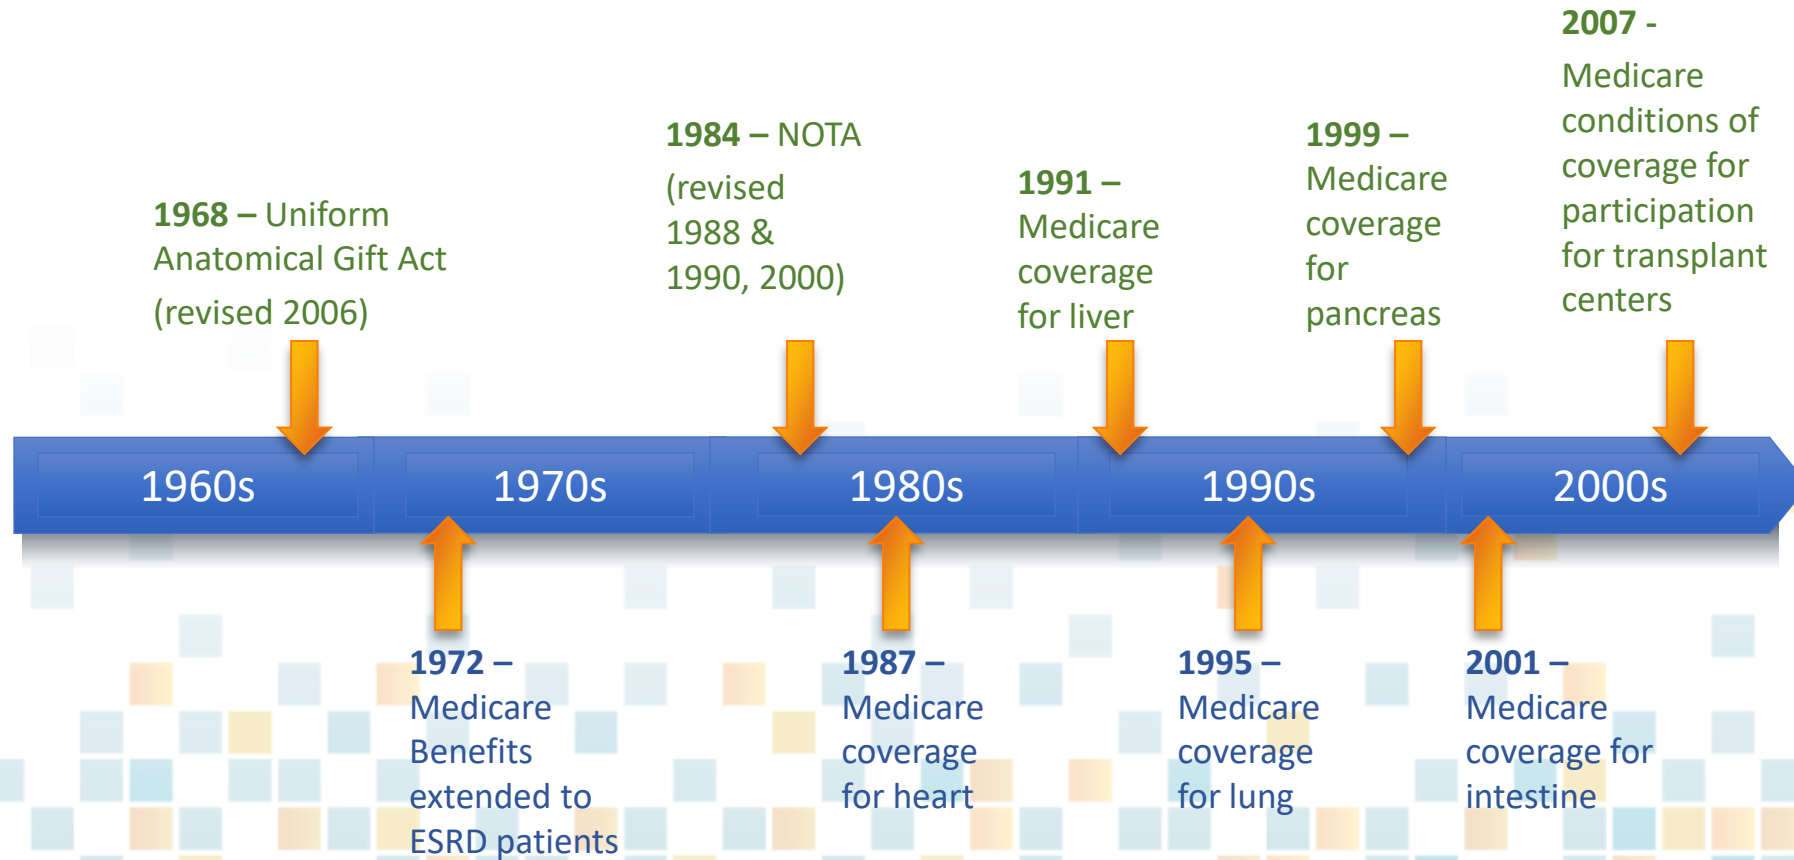 1968 – Uniform
Anatomical Gift Act
(revised 2006)
1984 – NOTA
(revised
1988 &
1990, 2000)
1991 –
Medicare
coverage
for liver
1999 –
Medicare
coverage
for
pancreas
2007 -
Medicare
conditions of
coverage for
participation
for transplant
centers
1960s
1970s
1980s
1990s
2000s
1972 –
Medicare
Benefits
extended to
ESRD patients
1987 –
Medicare
coverage
for heart
1995 –
Medicare
coverage
for lung
2001 –
Medicare
coverage for
intestine